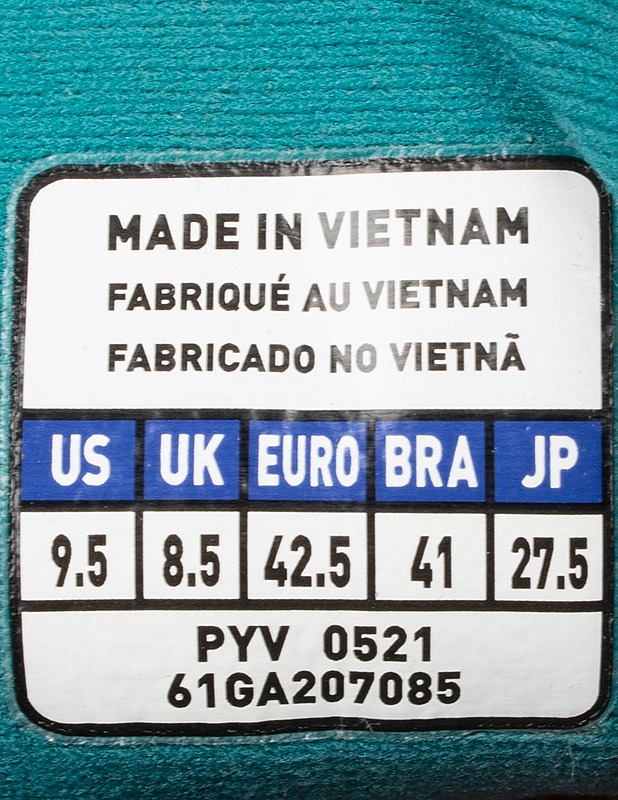 MADE IN VIETNAM
FABRIQUÉ AU VIETNAM
FABRICADO NO VIETNÃ
US UK EURO BRA JP
9.5 8.5 42.5 41 27.5
PYV 0521
61GA207085